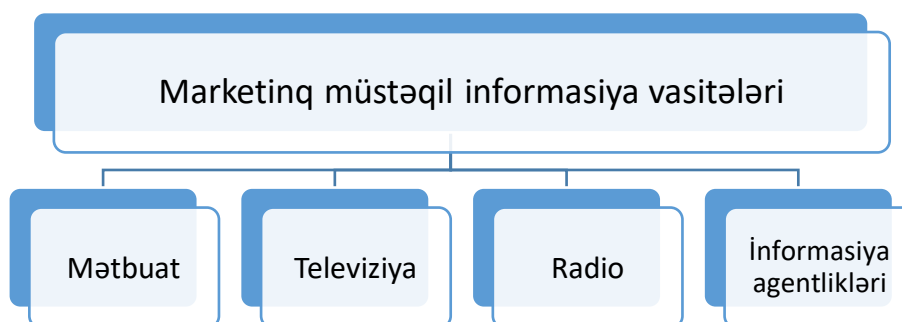 Marketinq müstəqil informasiya vasitələri
Mətbuat
Televiziya
Radio
İnformasiya
agentlikləri